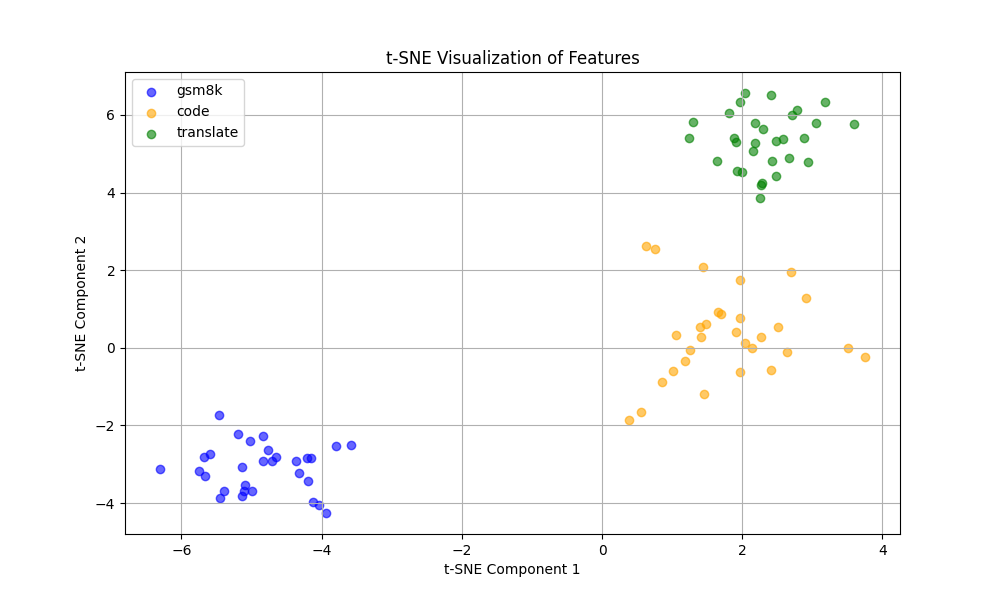 t-SNE Visualization of Features
gsm8k
code
translate
t-SNE Component 2
6
4
2
0
−2
−4
−6
−4
−2
0
2
4
t-SNE Component 1